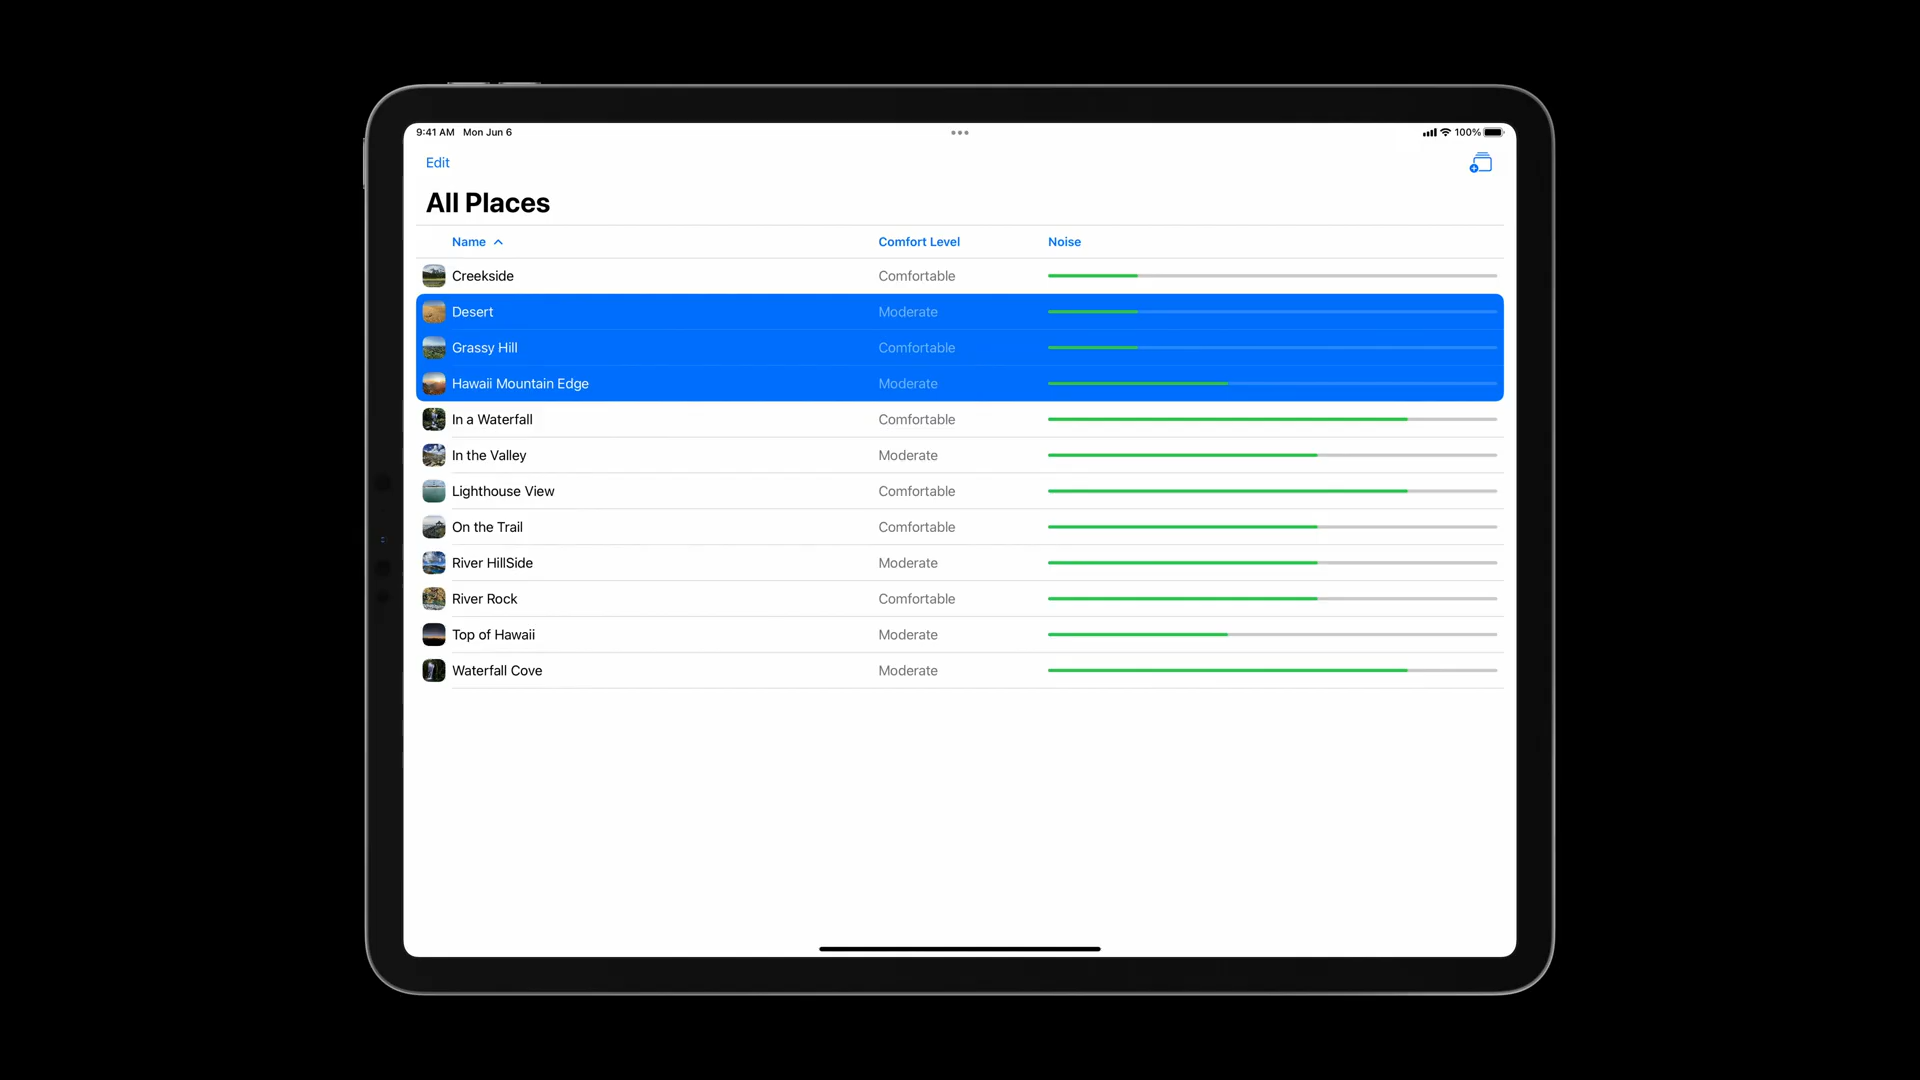 9:41 AM Mon Jun 6 100%
Edit
All Places
Name Comfort Level Noise
Creekside Comfortable
Desert Moderate
Grassy Hill Comfortable
Hawaii Mountain Edge Moderate
In a Waterfall Comfortable
In the Valley Moderate
Lighthouse View Comfortable
On the Trail Comfortable
River HillSide Moderate
River Rock Comfortable
Top of Hawaii Moderate
Waterfall Cove Moderate